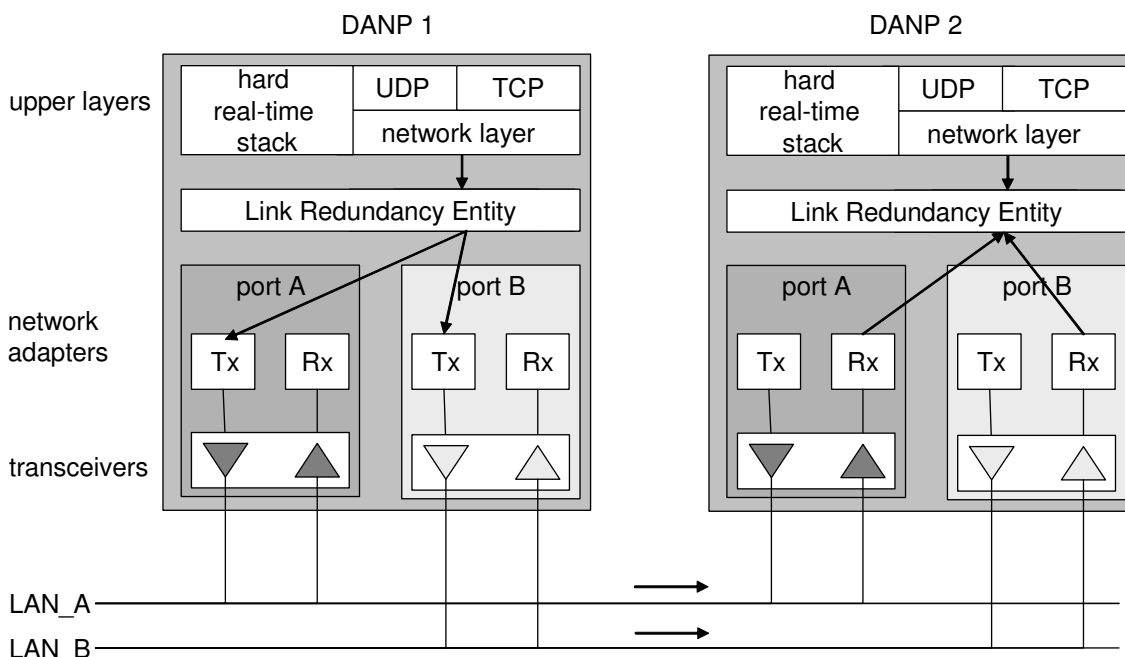 DANP 1
DANP 2
upper layers
hard
real-time
stack
UDP
TCP
network layer
hard
real-time
stack
UDP
TCP
network layer
Link Redundancy Entity
Link Redundancy Entity
network
adapters
port A
port B
port A
port B
Tx
Rx
Tx
Rx
Tx
Rx
Tx
Rx
transceivers
LAN_A
LAN_B